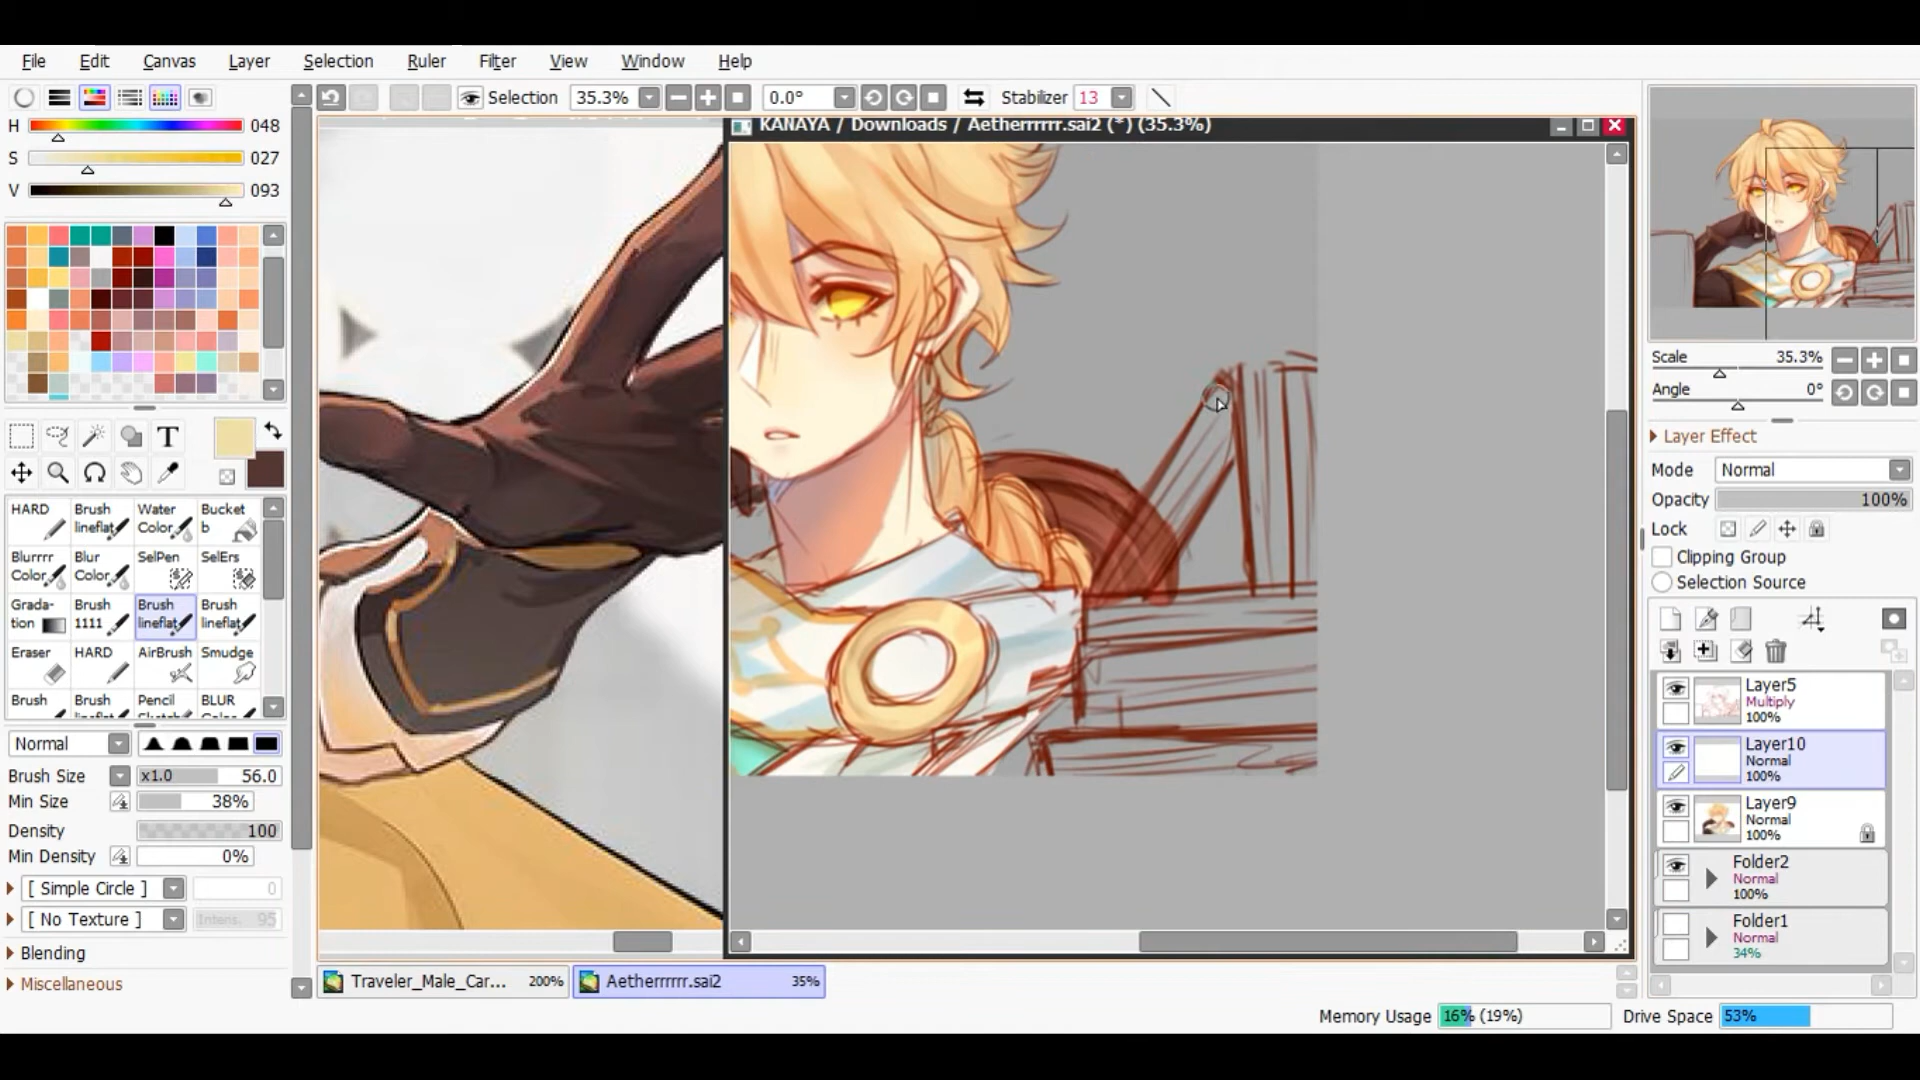 File Edit Canvas Layer Selection Ruler Filter View Window Help
Selection 35.3% 0.0° Stabilizer 13
H 048
S 027
V 093
KANAYA / Downloads / Aetherrrrrr.sai2 (*) (35.3%)
T
HARD Brush lineflat Water Color Bucket b
Blurrrr Color Blur Color SelPen SelErs
Grada-tion Brush 1111 Brush lineflat Brush lineflat
Eraser HARD AirBrush Smudge
Brush Brush Pencil BLUR
Normal
Brush Size x1.0 56.0
Min Size 38%
Density 100
Min Density 0%
[ Simple Circle ] 0
[ No Texture ] Intens. 95
Blending
Miscellaneous
Traveler_Male_Car... 200% Aetherrrrrr.sai2 35%
Scale 35.3%
Angle 0°
Layer Effect
Mode Normal
Opacity 100%
Lock
Clipping Group
Selection Source
Layer5
Multiply
100%
Layer10
Normal
100%
Layer9
Normal
100%
Folder2
Normal
100%
Folder1
Normal
34%
Memory Usage 16% (19%) Drive Space 53%